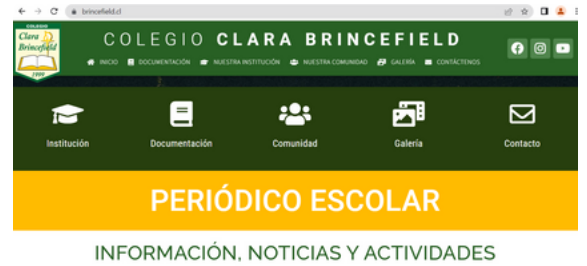 brincefield.cl
COLEGIO
Clara
Brincefield
1999
COLEGIO CLARA BRINCEFIELD
INICIO DOCUMENTACIÓN NUESTRA INSTITUCIÓN NUESTRA COMUNIDAD GALERÍA CONTÁCTENOS
Institución Documentación Comunidad Galería Contacto
PERIÓDICO ESCOLAR
INFORMACIÓN, NOTICIAS Y ACTIVIDADES